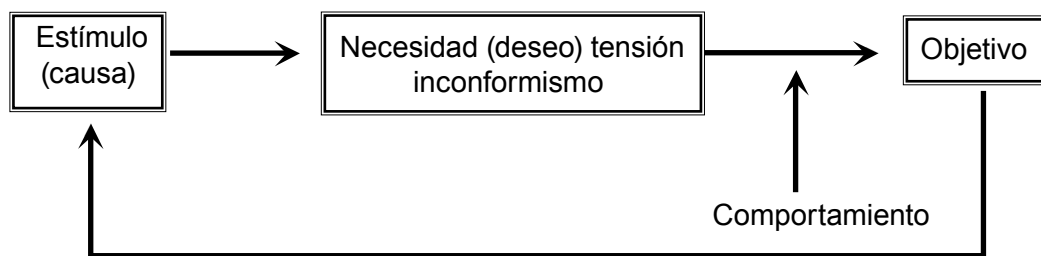 Estímulo
(causa)
Necesidad (deseo) tensión
inconformismo
Objetivo
Comportamiento